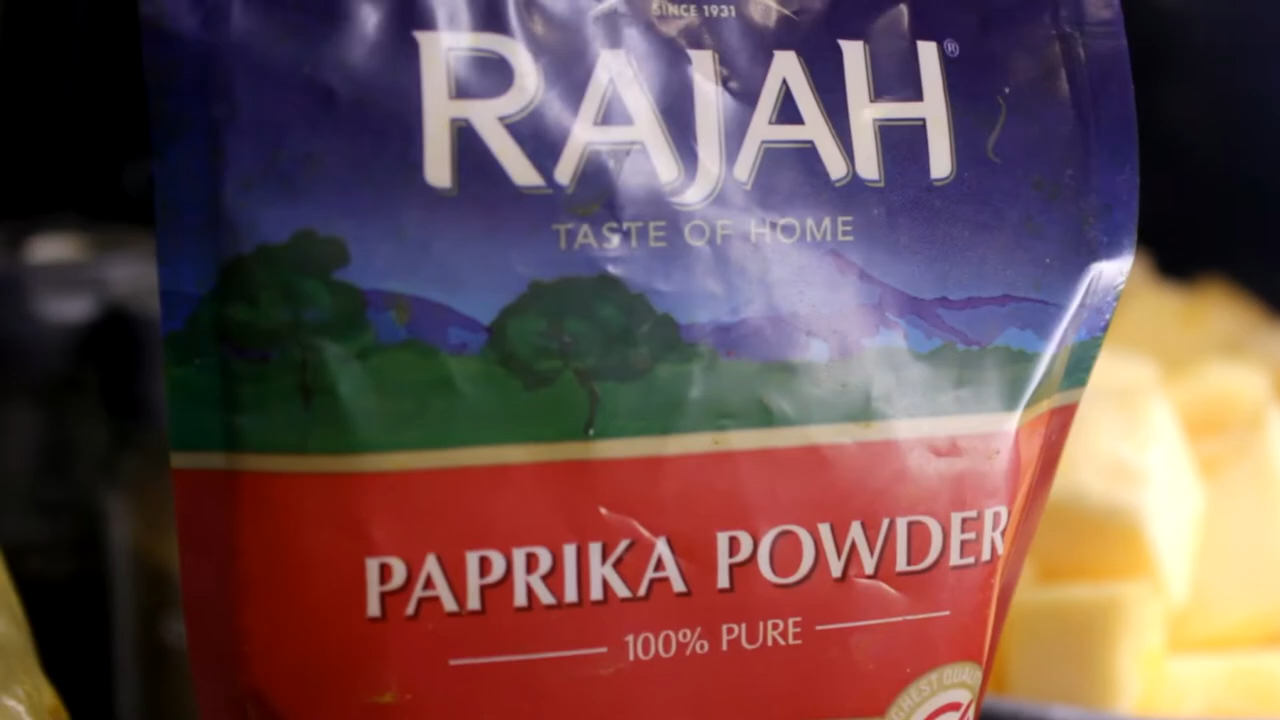 SINCE 1931
RAJAH®
TASTE OF HOME
PAPRIKA POWDER
100% PURE